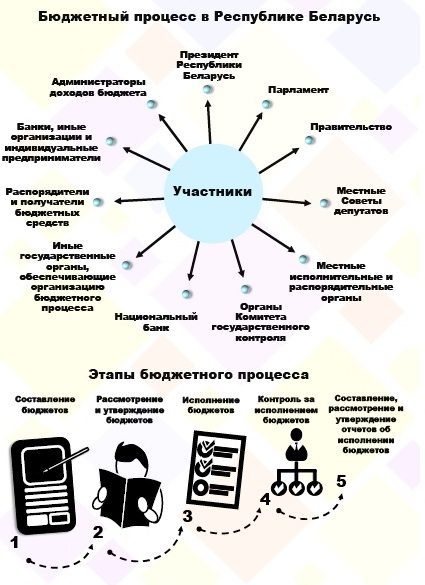 Бюджетный процесс в Республике Беларусь
Президент
Республики
Беларусь
Администраторы
доходов бюджета
Парламент
Банки, иные
организации и
индивидуальные
предприниматели
Правительство
Участники
Распорядители
и получатели
бюджетных
средств
Местные
Советы
депутатов
Иные
государственные
органы,
обеспечивающие
организацию
бюджетного
процесса
Местные
исполнительные и
распорядительные
органы
Национальный
банк
Органы
Комитета
государственного
контроля
Этапы бюджетного процесса
Составление
бюджетов
Рассмотрение
и утверждение
бюджетов
Исполнение
бюджетов
Контроль за
исполнением
бюджетов
Составление,
рассмотрение и
утверждение
отчетов об
исполнении
бюджетов
1
2
3
4
5